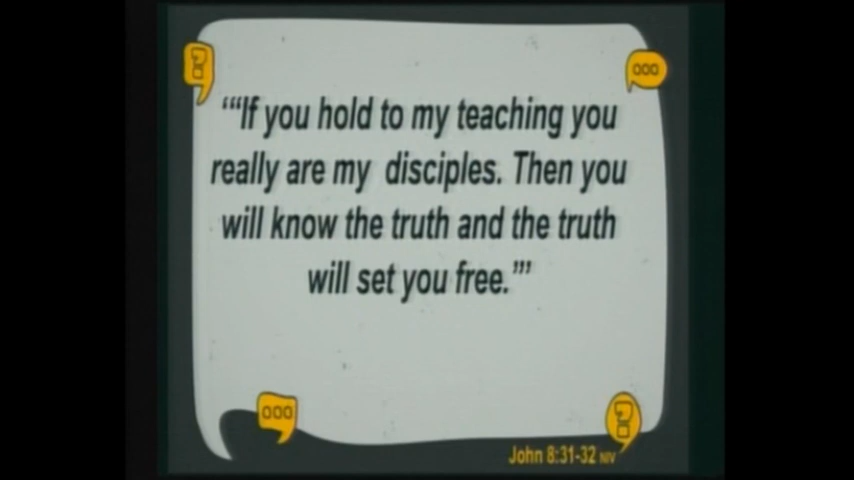 “‘If you hold to my teaching you
really are my disciples. Then you
will know the truth and the truth
will set you free.’”
John 8:31-32 NIV